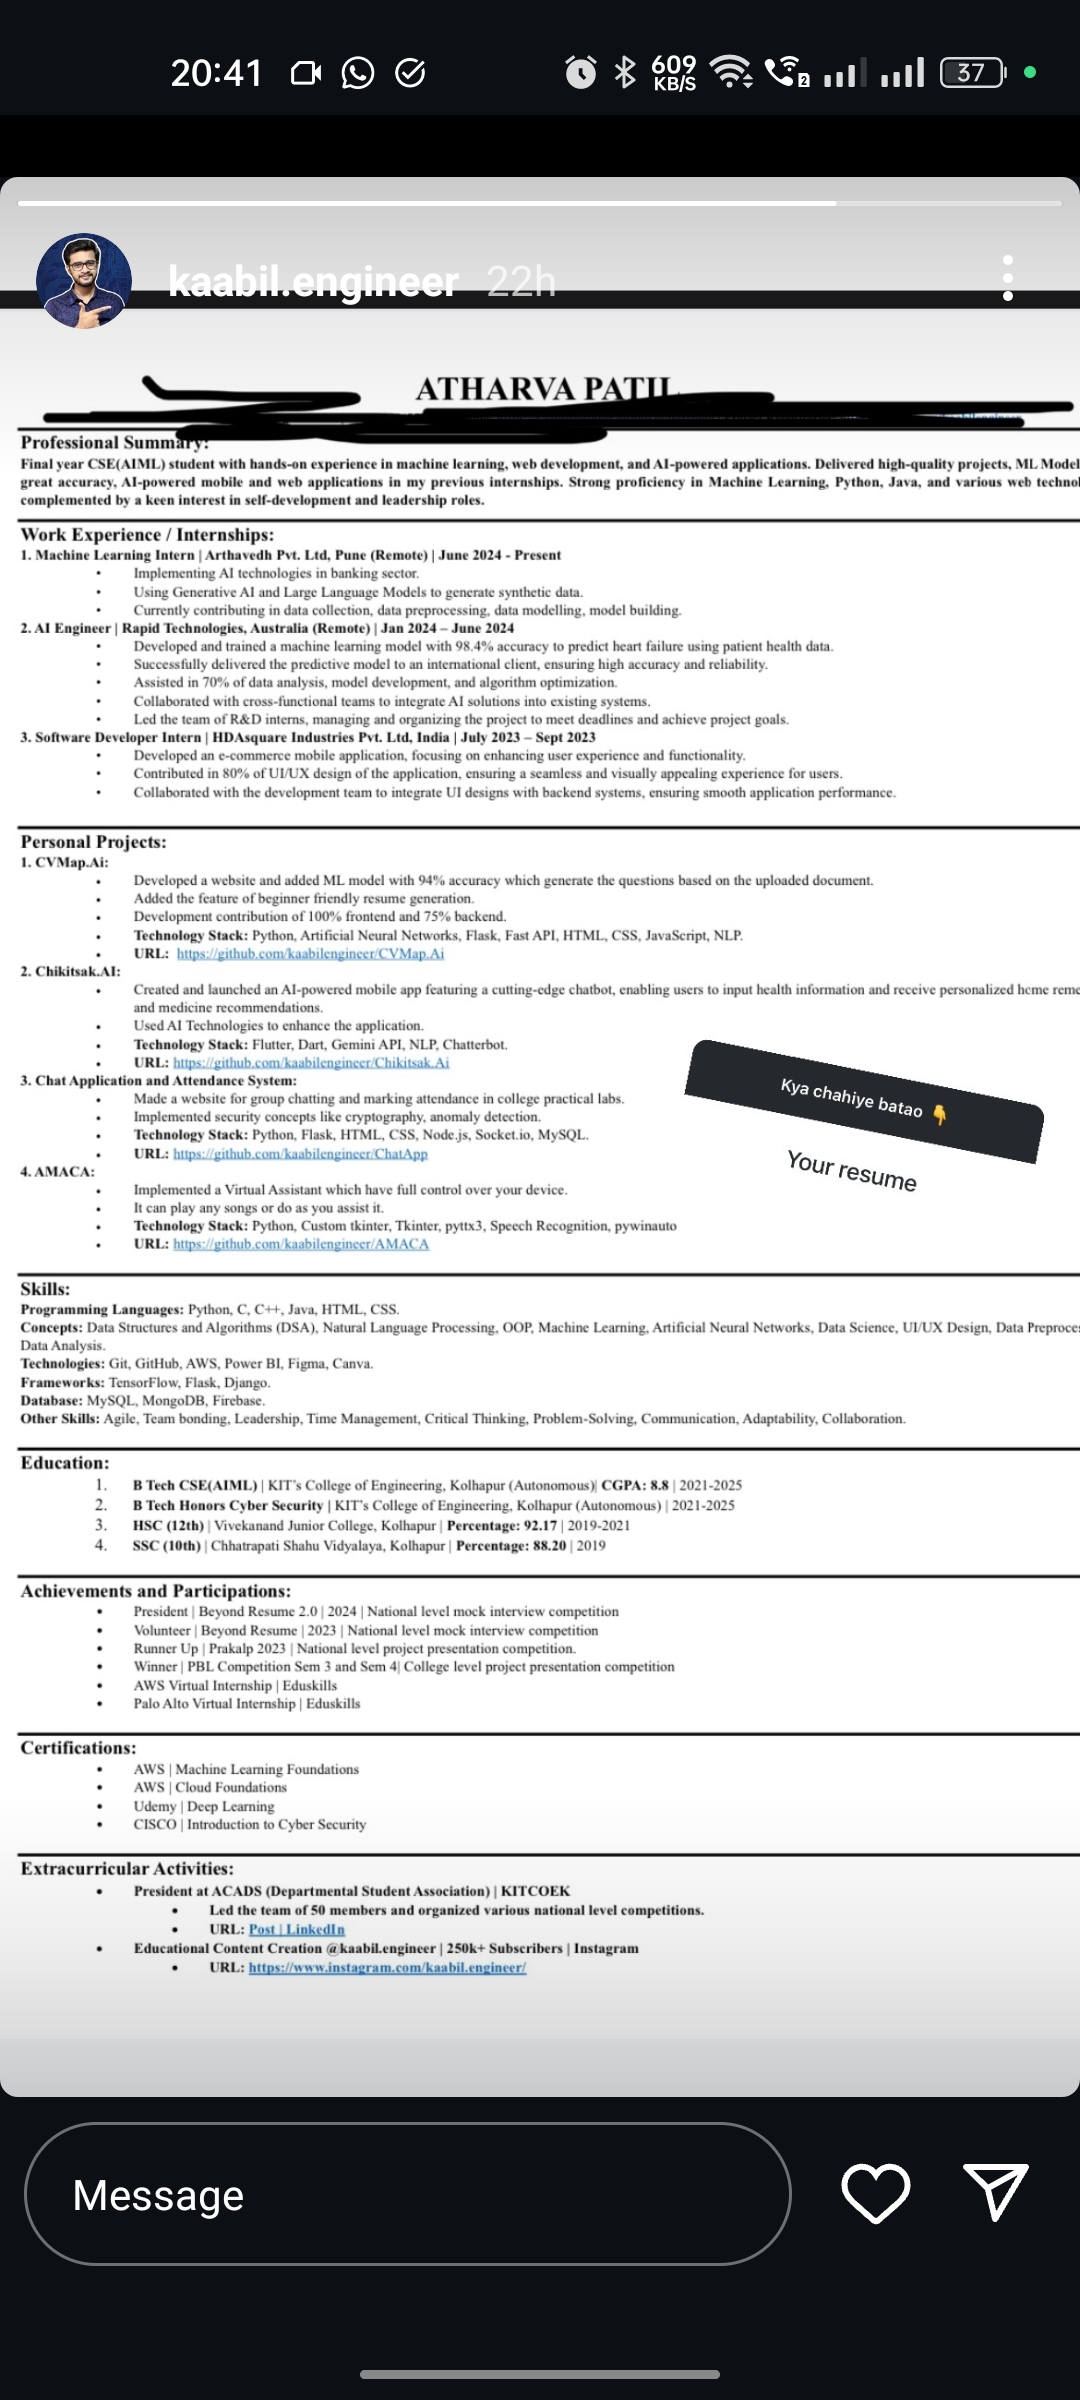 20:41
609
KB/S
2
37
kaabil.engineer 22h
ATHARVA PATIL
Professional Summary:
Final year CSE(AIML) student with hands-on experience in machine learning, web development, and AI-powered applications. Delivered high-quality projects, ML Model
great accuracy, AI-powered mobile and web applications in my previous internships. Strong proficiency in Machine Learning, Python, Java, and various web technol
complemented by a keen interest in self-development and leadership roles.
Work Experience / Internships:
1. Machine Learning Intern | Arthavedh Pvt. Ltd, Pune (Remote) | June 2024 - Present
• Implementing AI technologies in banking sector.
• Using Generative AI and Large Language Models to generate synthetic data.
• Currently contributing in data collection, data preprocessing, data modelling, model building.
2. AI Engineer | Rapid Technologies, Australia (Remote) | Jan 2024 – June 2024
• Developed and trained a machine learning model with 98.4% accuracy to predict heart failure using patient health data.
• Successfully delivered the predictive model to an international client, ensuring high accuracy and reliability.
• Assisted in 70% of data analysis, model development, and algorithm optimization.
• Collaborated with cross-functional teams to integrate AI solutions into existing systems.
• Led the team of R&D interns, managing and organizing the project to meet deadlines and achieve project goals.
3. Software Developer Intern | HDAsquare Industries Pvt. Ltd, India | July 2023 – Sept 2023
• Developed an e-commerce mobile application, focusing on enhancing user experience and functionality.
• Contributed in 80% of UI/UX design of the application, ensuring a seamless and visually appealing experience for users.
• Collaborated with the development team to integrate UI designs with backend systems, ensuring smooth application performance.
Personal Projects:
1. CVMap.Ai:
• Developed a website and added ML model with 94% accuracy which generate the questions based on the uploaded document.
• Added the feature of beginner friendly resume generation.
• Development contribution of 100% frontend and 75% backend.
• Technology Stack: Python, Artificial Neural Networks, Flask, Fast API, HTML, CSS, JavaScript, NLP.
• URL: https://github.com/kaabilengineer/CVMap.Ai
2. Chikitsak.AI:
• Created and launched an AI-powered mobile app featuring a cutting-edge chatbot, enabling users to input health information and receive personalized home reme
and medicine recommendations.
• Used AI Technologies to enhance the application.
• Technology Stack: Flutter, Dart, Gemini API, NLP, Chatterbot.
• URL: https://github.com/kaabilengineer/Chikitsak.Ai
3. Chat Application and Attendance System:
• Made a website for group chatting and marking attendance in college practical labs.
• Implemented security concepts like cryptography, anomaly detection.
• Technology Stack: Python, Flask, HTML, CSS, Node.js, Socket.io, MySQL.
• URL: https://github.com/kaabilengineer/ChatApp
Kya chahiye batao 👇
Your resume
4. AMACA:
• Implemented a Virtual Assistant which have full control over your device.
• It can play any songs or do as you assist it.
• Technology Stack: Python, Custom tkinter, Tkinter, pyttx3, Speech Recognition, pywinauto
• URL: https://github.com/kaabilengineer/AMACA
Skills:
Programming Languages: Python, C, C++, Java, HTML, CSS.
Concepts: Data Structures and Algorithms (DSA), Natural Language Processing, OOP, Machine Learning, Artificial Neural Networks, Data Science, UI/UX Design, Data Preproces
Data Analysis.
Technologies: Git, GitHub, AWS, Power BI, Figma, Canva.
Frameworks: TensorFlow, Flask, Django.
Database: MySQL, MongoDB, Firebase.
Other Skills: Agile, Team bonding, Leadership, Time Management, Critical Thinking, Problem-Solving, Communication, Adaptability, Collaboration.
Education:
1. B Tech CSE(AIML) | KIT's College of Engineering, Kolhapur (Autonomous)| CGPA: 8.8 | 2021-2025
2. B Tech Honors Cyber Security | KIT's College of Engineering, Kolhapur (Autonomous) | 2021-2025
3. HSC (12th) | Vivekanand Junior College, Kolhapur | Percentage: 92.17 | 2019-2021
4. SSC (10th) | Chhatrapati Shahu Vidyalaya, Kolhapur | Percentage: 88.20 | 2019
Achievements and Participations:
• President | Beyond Resume 2.0 | 2024 | National level mock interview competition
• Volunteer | Beyond Resume | 2023 | National level mock interview competition
• Runner Up | Prakalp 2023 | National level project presentation competition.
• Winner | PBL Competition Sem 3 and Sem 4| College level project presentation competition
• AWS Virtual Internship | Eduskills
• Palo Alto Virtual Internship | Eduskills
Certifications:
• AWS | Machine Learning Foundations
• AWS | Cloud Foundations
• Udemy | Deep Learning
• CISCO | Introduction to Cyber Security
Extracurricular Activities:
• President at ACADS (Departmental Student Association) | KITCOEK
• Led the team of 50 members and organized various national level competitions.
• URL: Post | LinkedIn
• Educational Content Creation @kaabil.engineer | 250k+ Subscribers | Instagram
• URL: https://www.instagram.com/kaabil.engineer/
Message